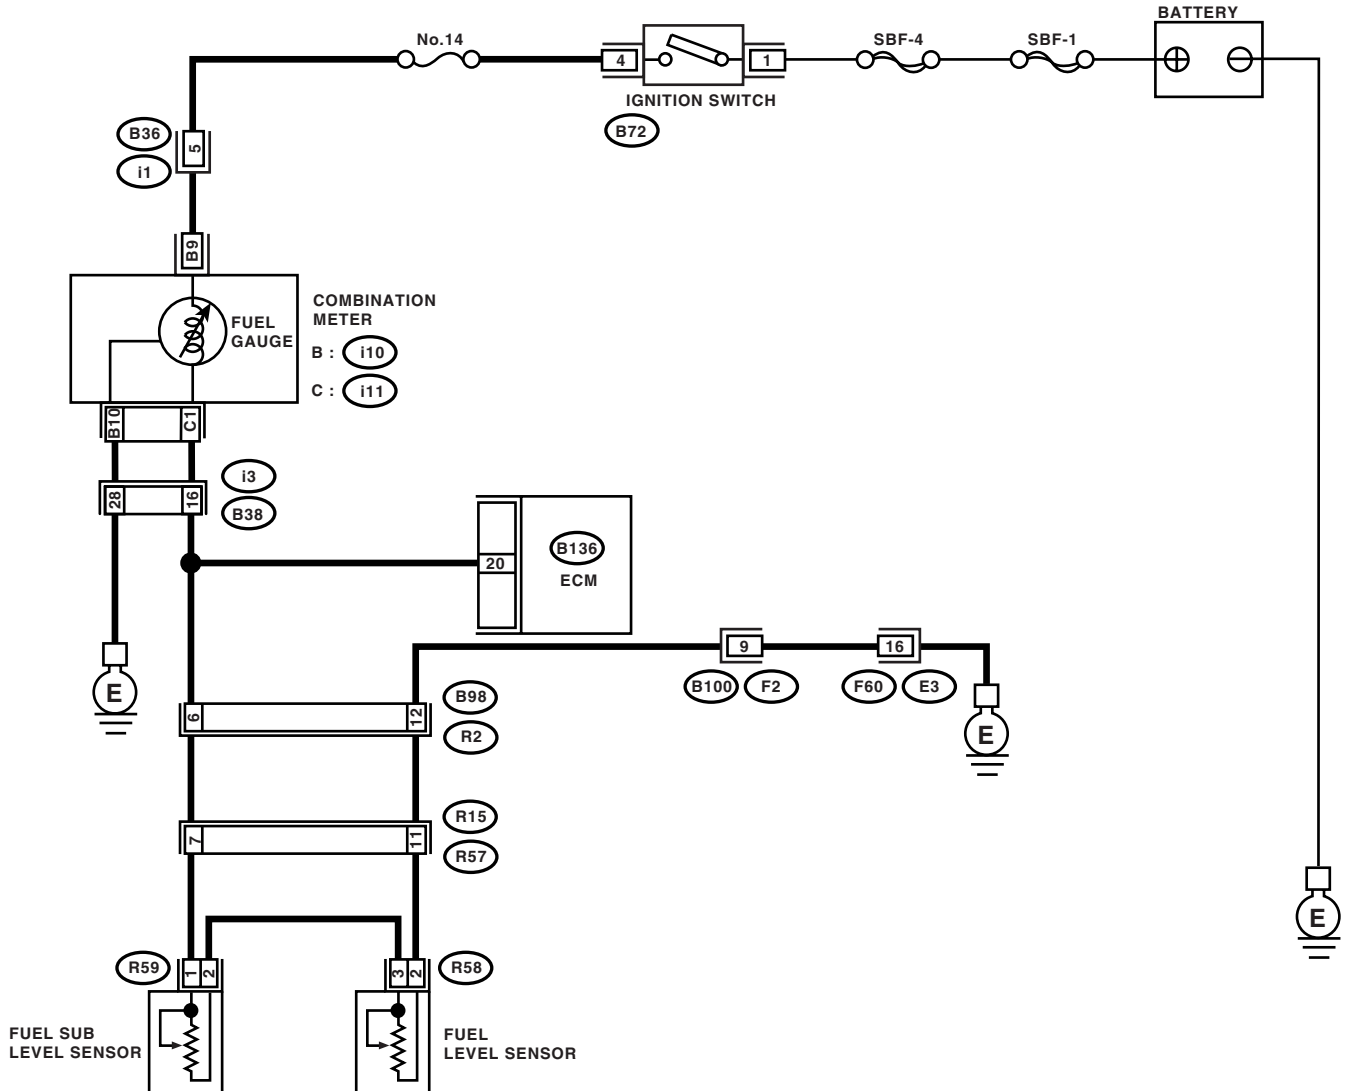 BATTERY
No.14
SBF-4
SBF-1
4
1
IGNITION SWITCH
B72
B36
5
i1
B9
FUEL
GAUGE
COMBINATION
METER
B : i10
C : i11
B10
C1
i3
28
16
B38
B136
20
ECM
9
16
B100
F2
F60
E3
E
B98
6
12
R2
E
R15
7
11
R57
E
R59
1
2
3
2
R58
FUEL SUB
LEVEL SENSOR
FUEL
LEVEL SENSOR